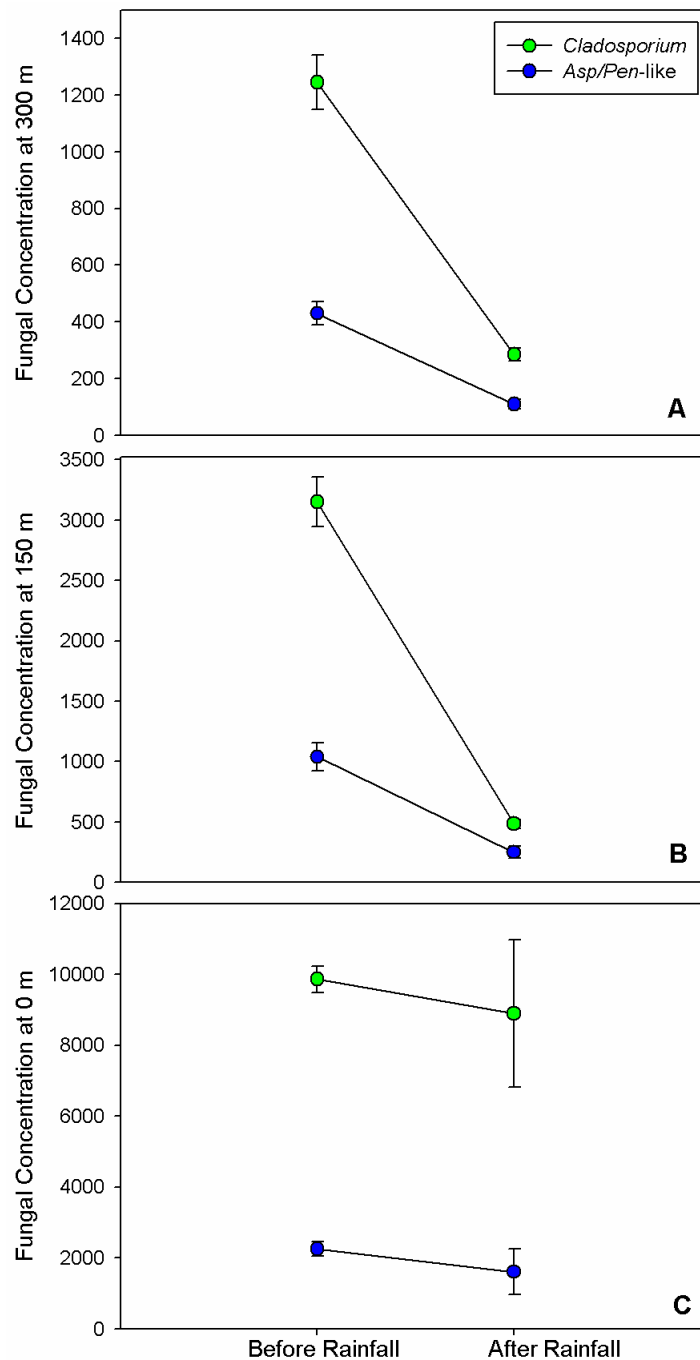 Fungal Concentration at 300 m
1400
1200
1000
800
600
400
200
0
Cladosporium
Asp/Pen-like
A
Fungal Concentration at 150 m
3500
3000
2500
2000
1500
1000
500
0
B
Fungal Concentration at 0 m
12000
10000
8000
6000
4000
2000
0
C
Before Rainfall
After Rainfall